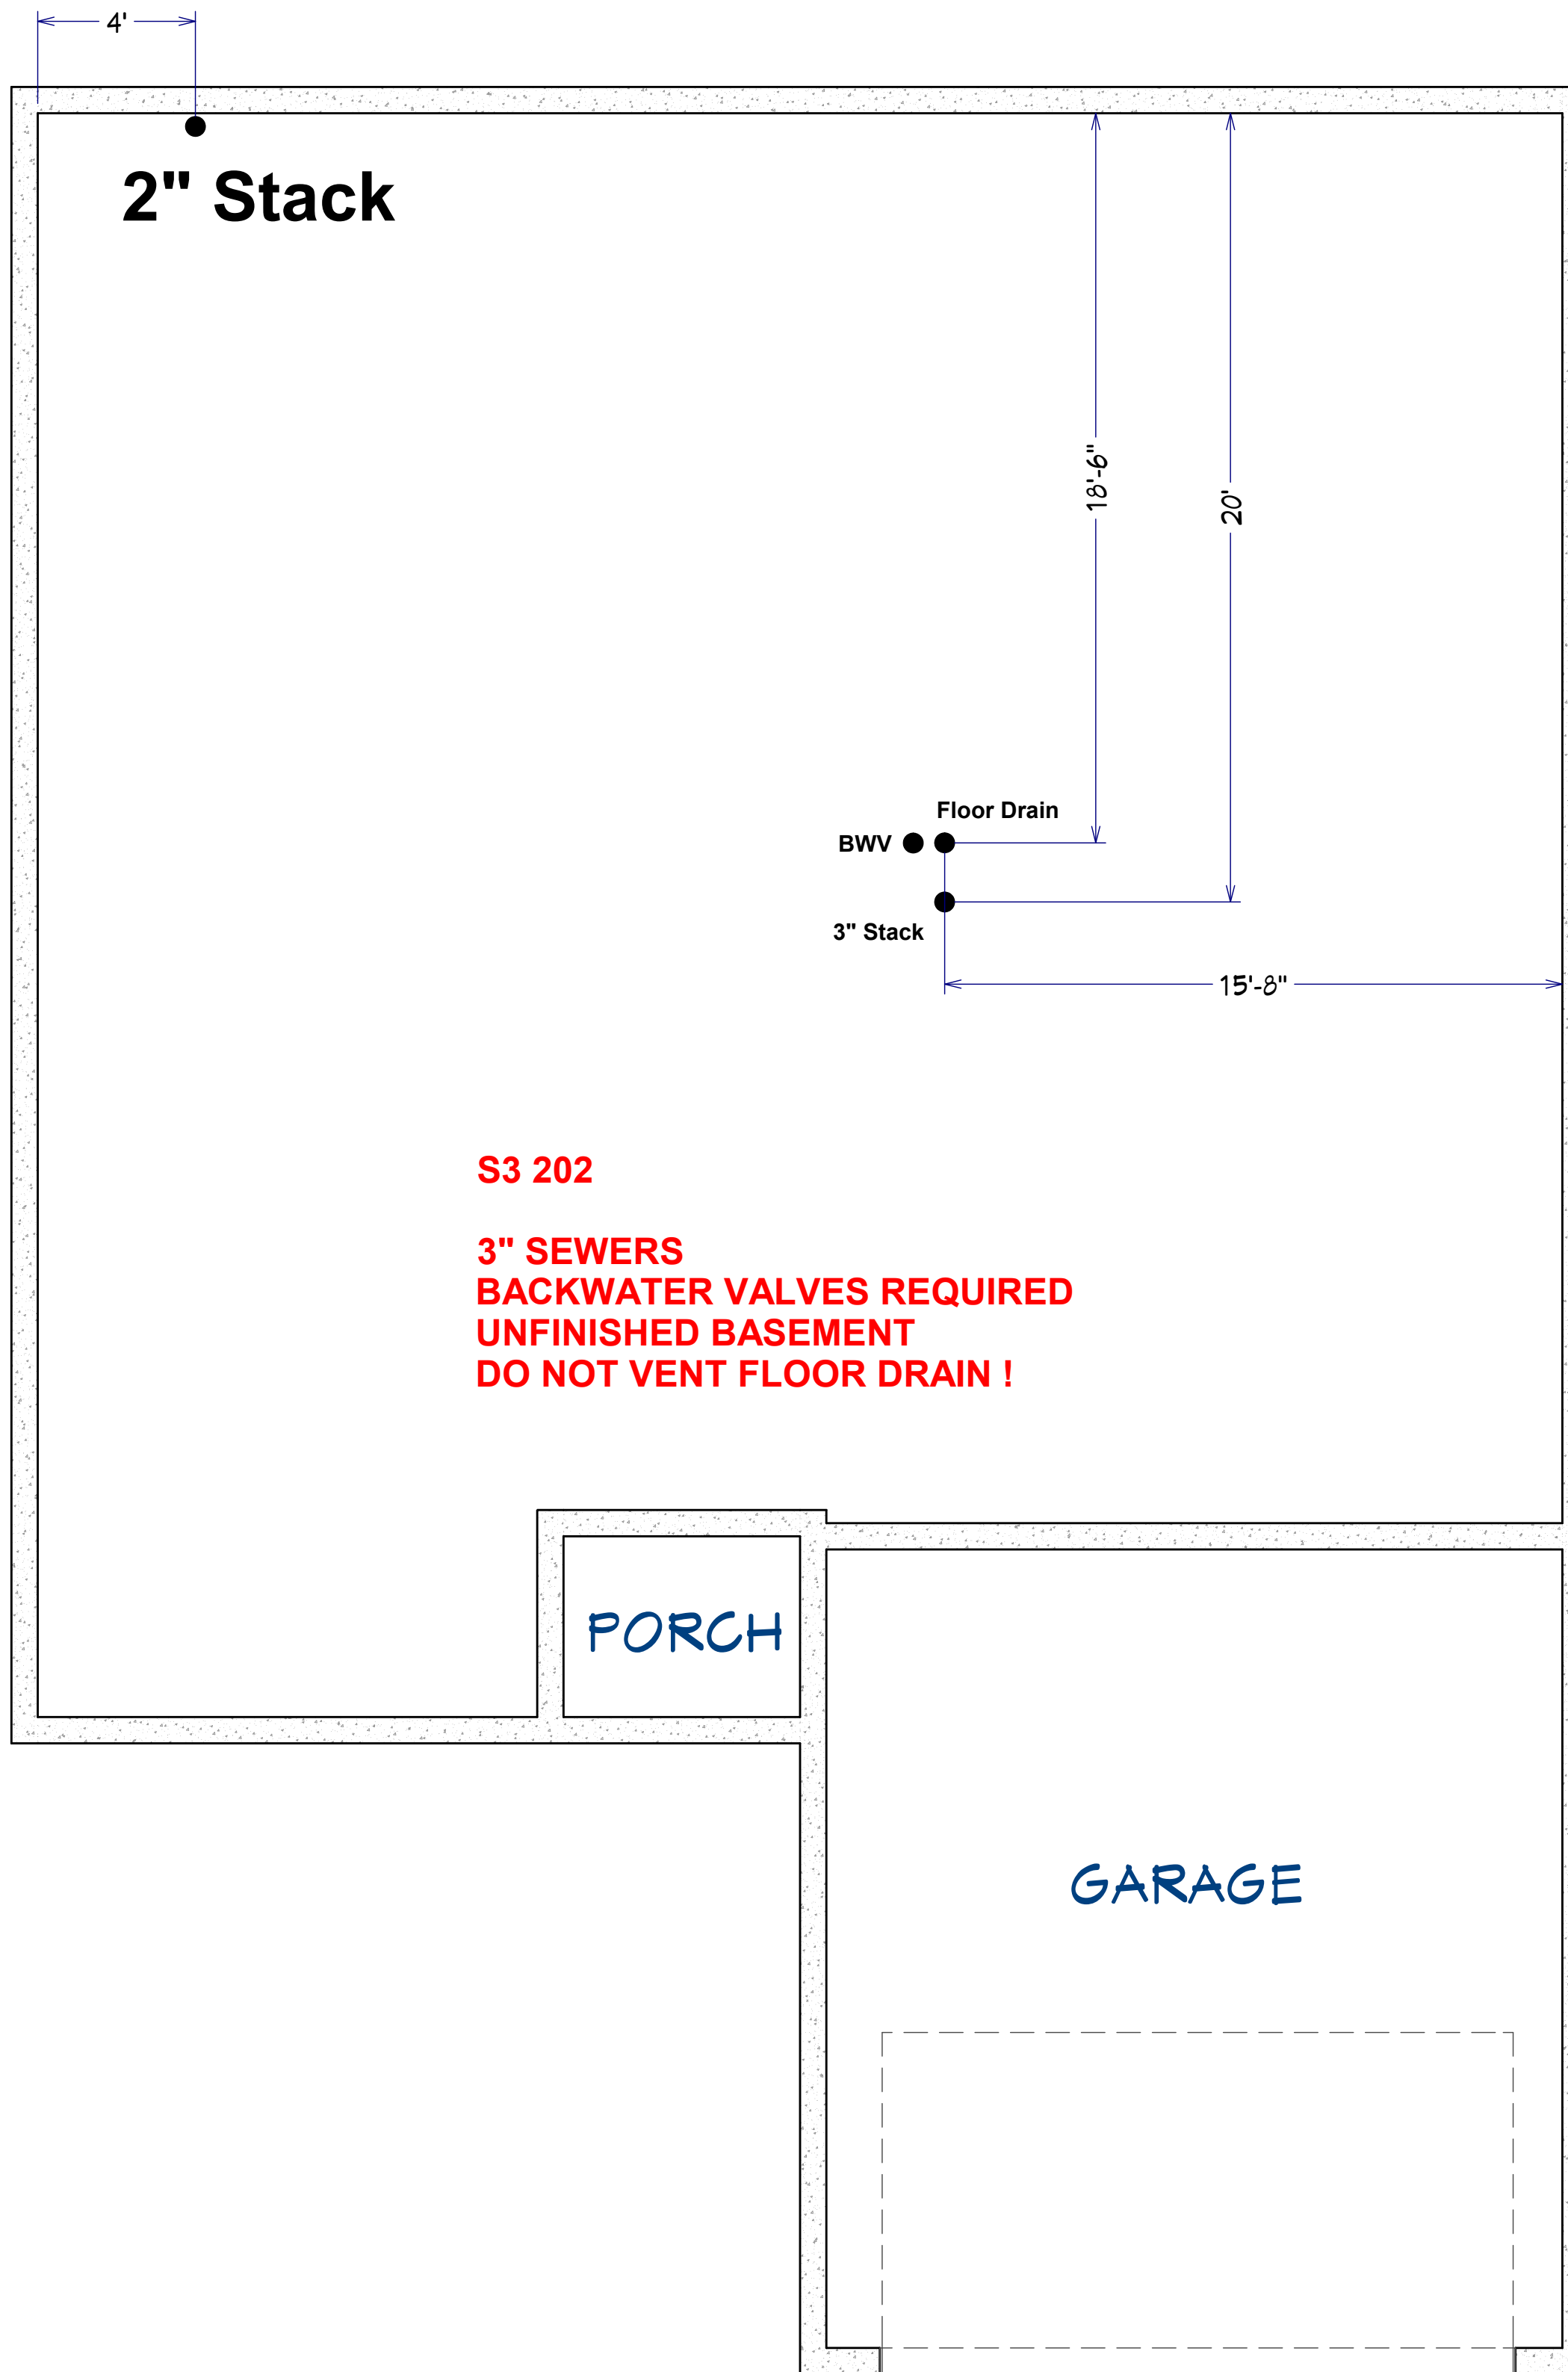 4'
2" Stack
18'-6"
20'
Floor Drain
BWV
3" Stack
15'-8"
S3 202
3" SEWERS
BACKWATER VALVES REQUIRED
UNFINISHED BASEMENT
DO NOT VENT FLOOR DRAIN !
PORCH
GARAGE